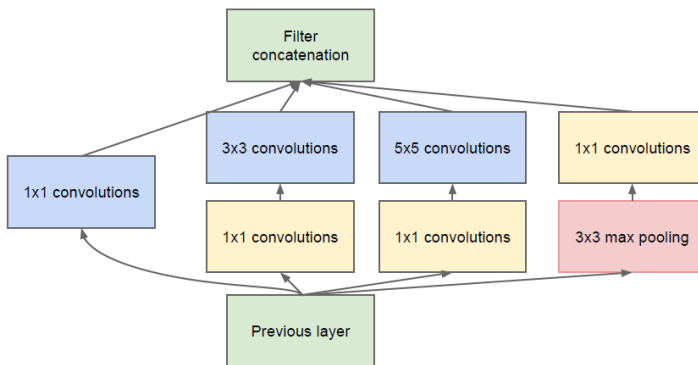 Filter
concatenation
3x3 convolutions
5x5 convolutions
1x1 convolutions
1x1 convolutions
1x1 convolutions
1x1 convolutions
3x3 max pooling
Previous layer